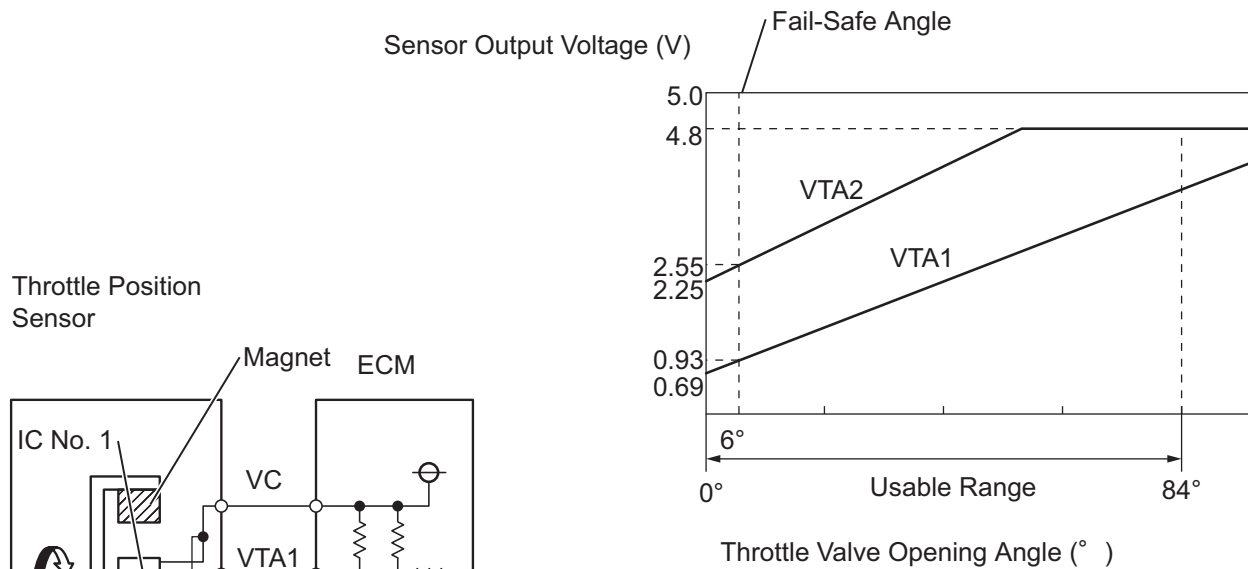 Fail-Safe Angle
Sensor Output Voltage (V)
5.0
4.8
VTA2
2.55
2.25
VTA1
0.93
0.69
6°
0°
Usable Range
84°
Throttle Valve Opening Angle (° )
Throttle Position
Sensor
Magnet
ECM
IC No. 1
VC
VTA1